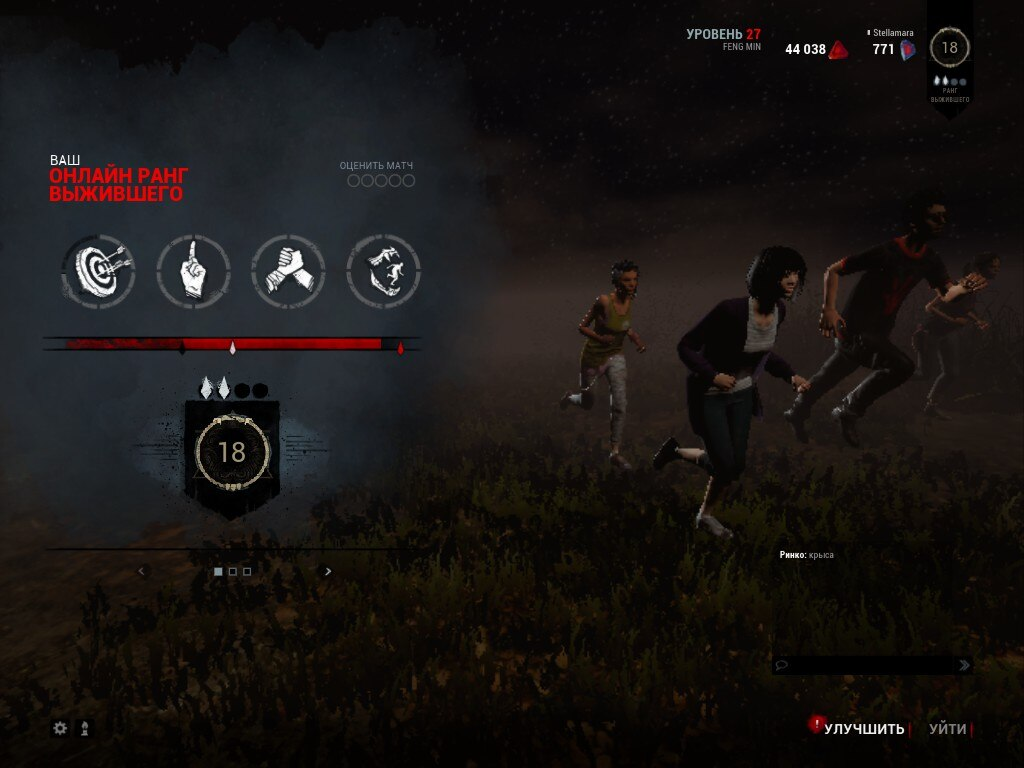 УРОВЕНЬ 27
FENG MIN
44 038
Stellamara
771
18
РАНГ
ВЫЖИВШЕГО
ВАШ
ОНЛАЙН РАНГ
ВЫЖИВШЕГО
ОЦЕНИТЬ МАТЧ
18
Ринко: крыса
УЛУЧШИТЬ
УЙТИ